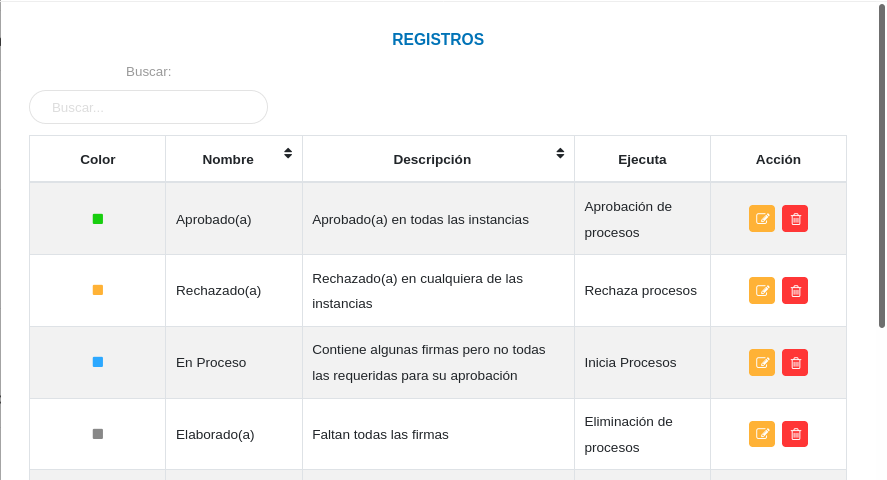 REGISTROS
Buscar:
Buscar...
Color Nombre Descripción Ejecuta Acción
Aprobado(a) Aprobado(a) en todas las instancias Aprobación de
procesos
Rechazado(a) Rechazado(a) en cualquiera de las
instancias Rechaza procesos
En Proceso Contiene algunas firmas pero no todas
las requeridas para su aprobación Inicia Procesos
Elaborado(a) Faltan todas las firmas Eliminación de
procesos